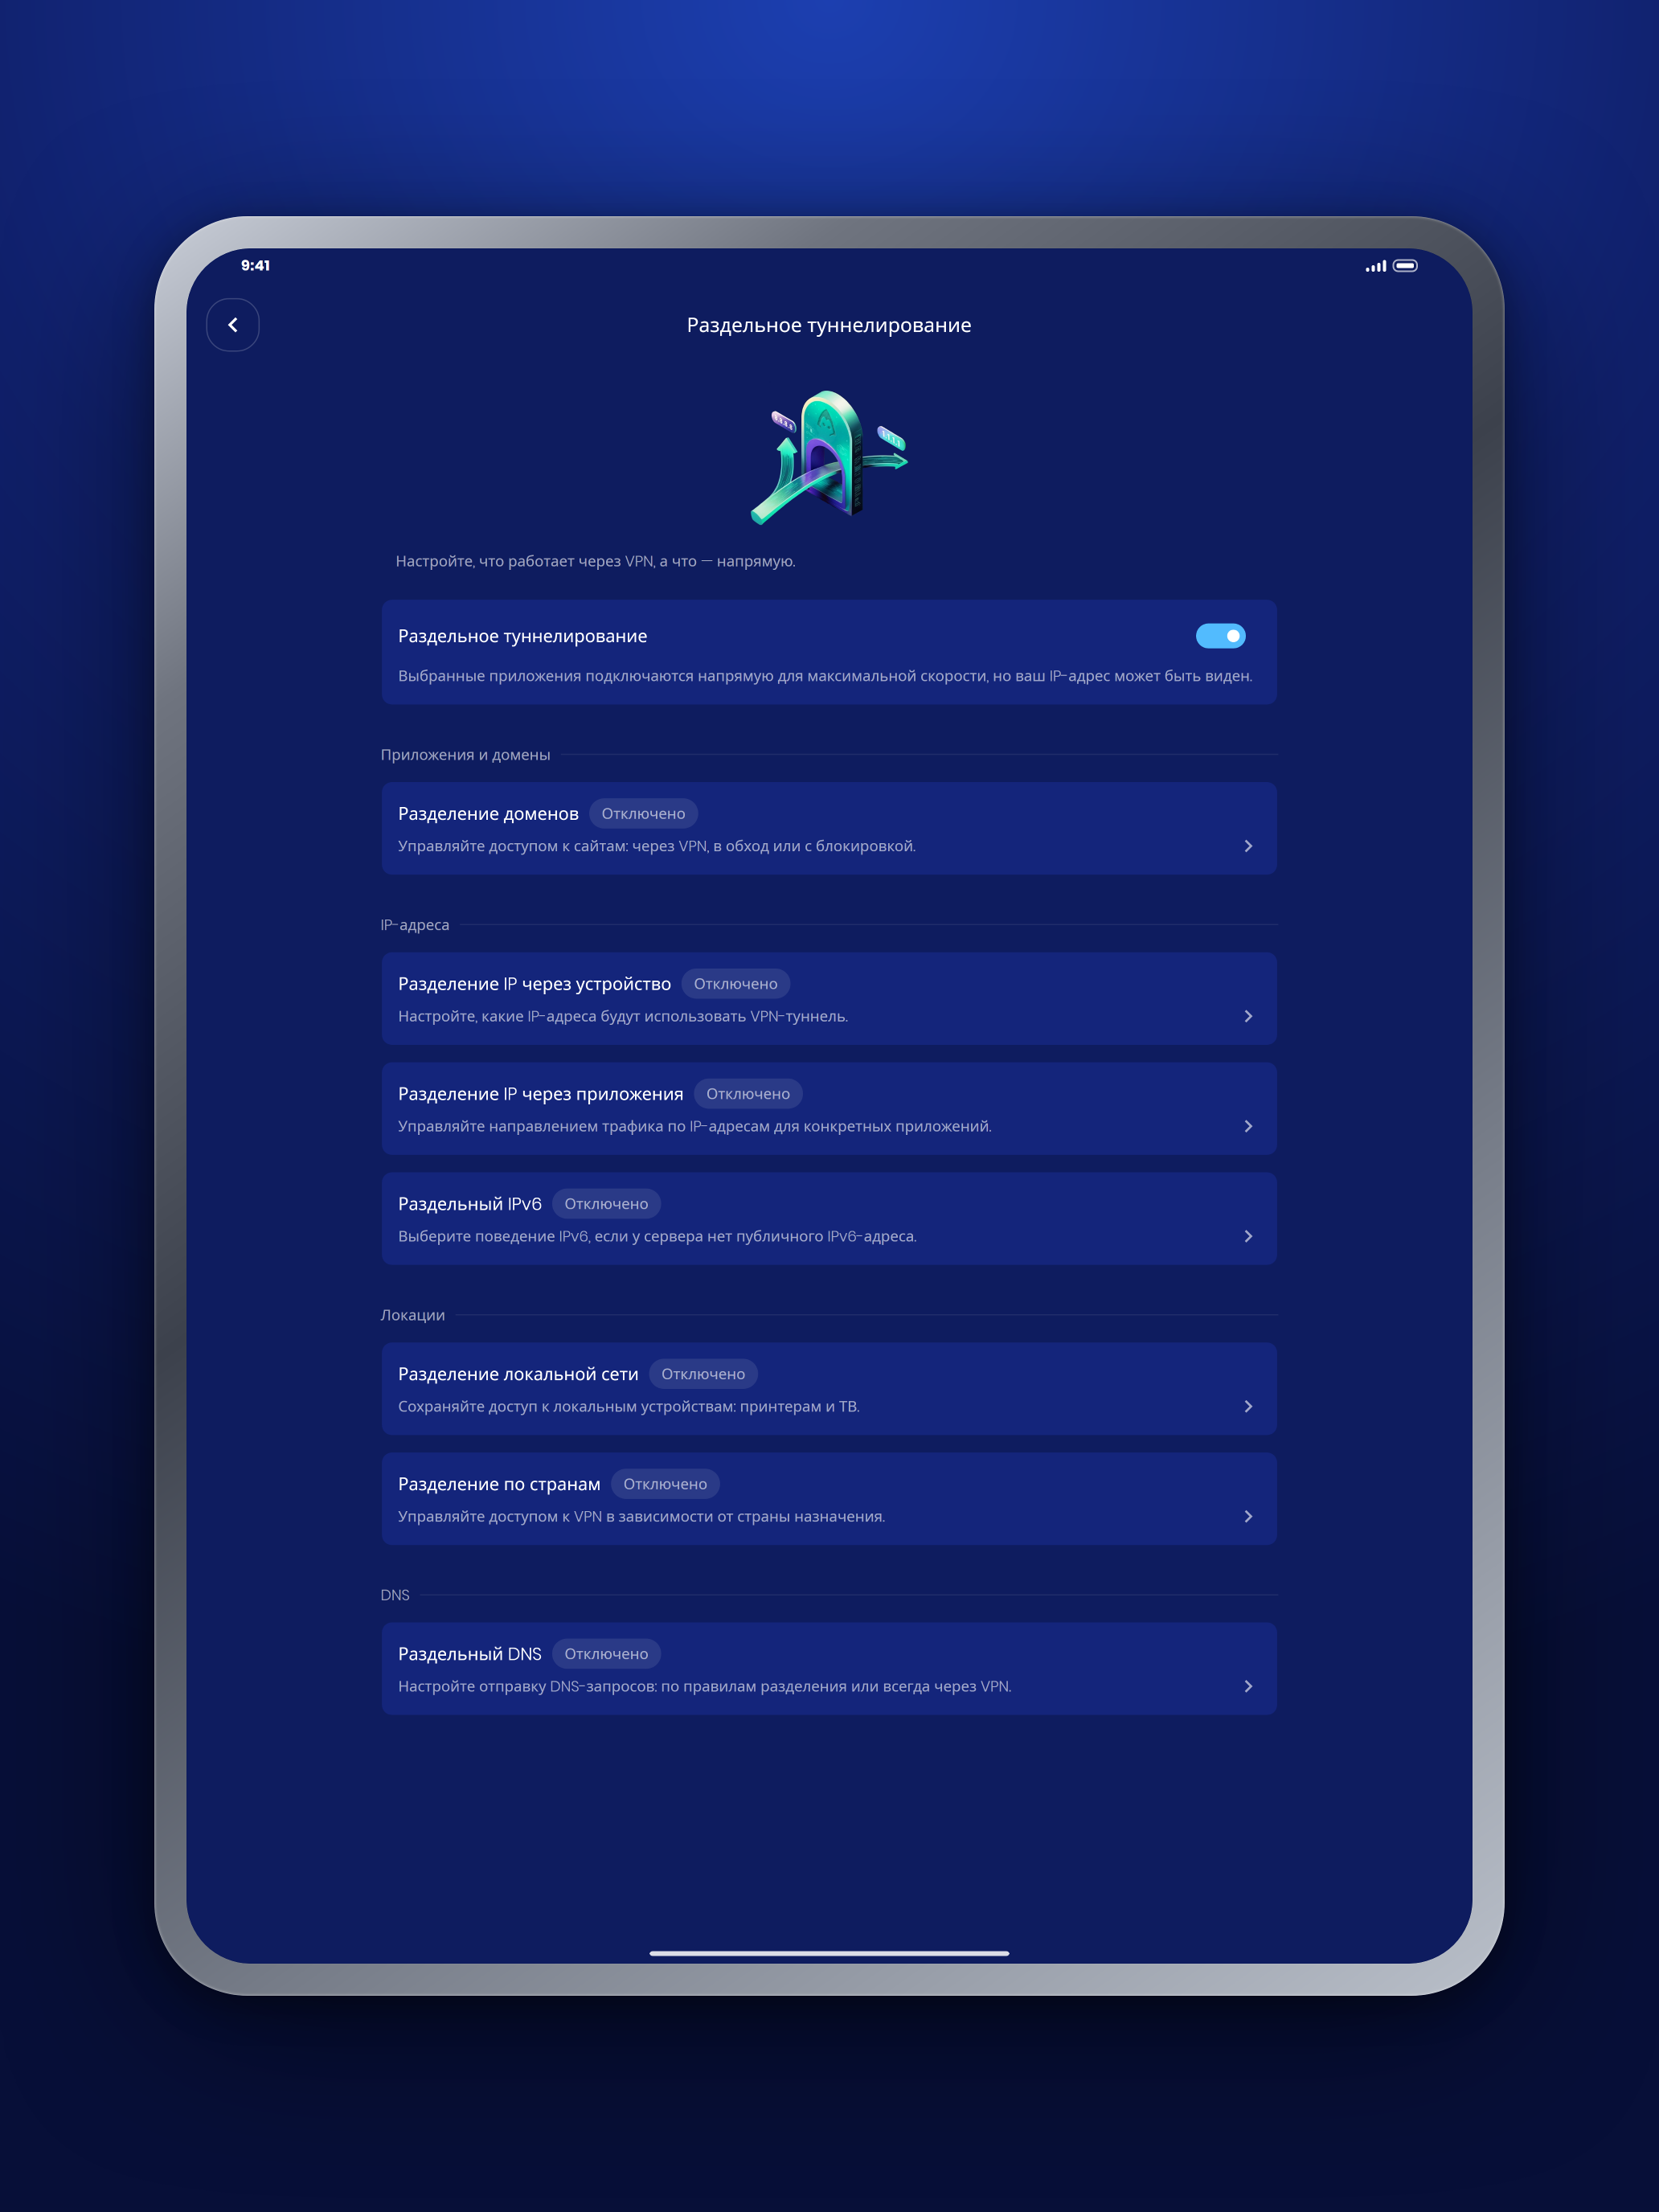 9:41
Раздельное туннелирование
Настройте, что работает через VPN, а что — напрямую.
Раздельное туннелирование
Выбранные приложения подключаются напрямую для максимальной скорости, но ваш IP-адрес может быть виден.
Приложения и домены
Разделение доменов Отключено
Управляйте доступом к сайтам: через VPN, в обход или с блокировкой.
IP-адреса
Разделение IP через устройство Отключено
Настройте, какие IP-адреса будут использовать VPN-туннель.
Разделение IP через приложения Отключено
Управляйте направлением трафика по IP-адресам для конкретных приложений.
Раздельный IPv6 Отключено
Выберите поведение IPv6, если у сервера нет публичного IPv6-адреса.
Локации
Разделение локальной сети Отключено
Сохраняйте доступ к локальным устройствам: принтерам и ТВ.
Разделение по странам Отключено
Управляйте доступом к VPN в зависимости от страны назначения.
DNS
Раздельный DNS Отключено
Настройте отправку DNS-запросов: по правилам разделения или всегда через VPN.